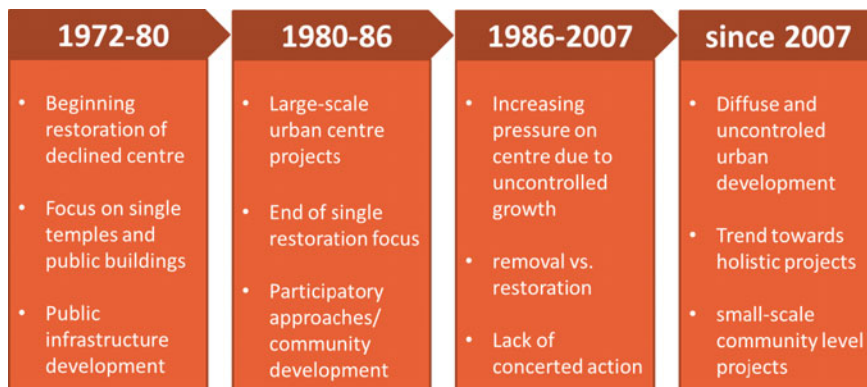 1972-80
• Beginning
restoration of
declined centre
• Focus on single
temples and
public buildings
• Public
infrastructure
development
1980-86
• Large-scale
urban centre
projects
• End of single
restoration focus
• Participatory
approaches/
community
development
1986-2007
• Increasing
pressure on
centre due to
uncontrolled
growth
• removal vs.
restoration
• Lack of
concerted action
since 2007
• Diffuse and
uncontroled
urban
development
• Trend towards
holistic projects
• small-scale
community level
projects